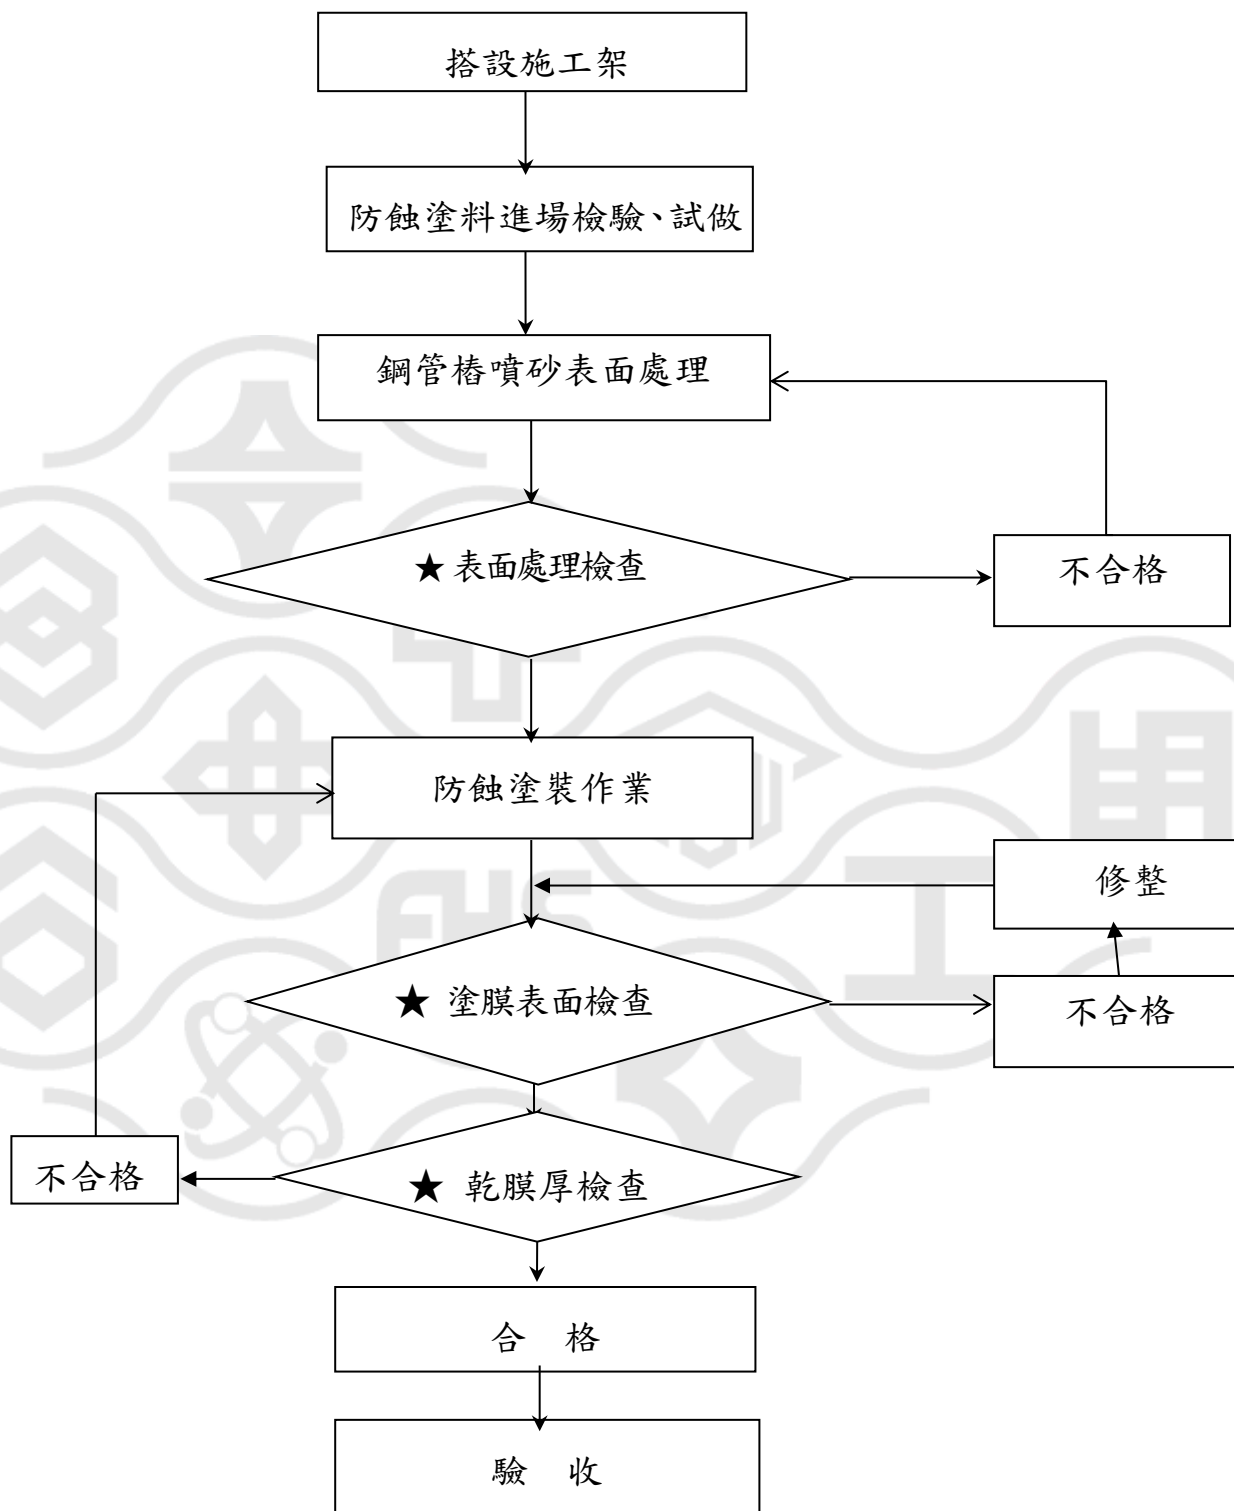 搭設施工架
防蝕塗料進場檢驗、試做
鋼管樁噴砂表面處理
★表面處理檢查
不合格
防蝕塗裝作業
修整
★ 塗膜表面檢查
不合格
不合格
★ 乾膜厚檢查
合 格
驗 收